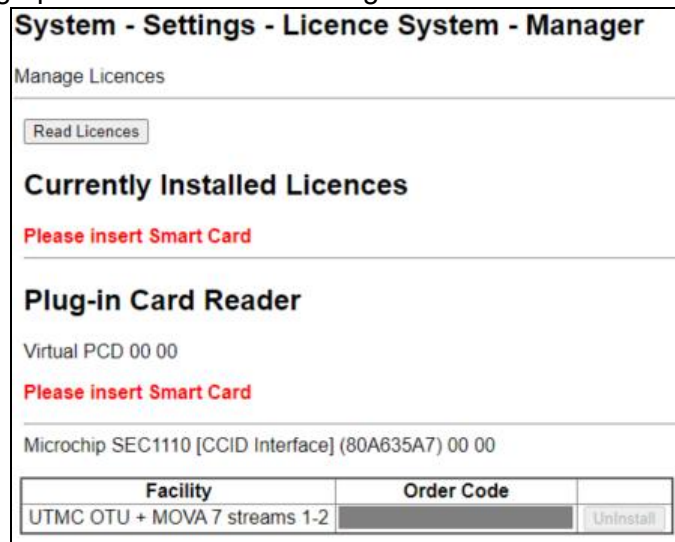 System - Settings - Licence System - Manager
Manage Licences
Read Licences
Currently Installed Licences
Please insert Smart Card
Plug-in Card Reader
Virtual PCD 00 00
Please insert Smart Card
Microchip SEC1110 [CCID Interface] (80A635A7) 00 00
Facility Order Code
UTMC OTU + MOVA 7 streams 1-2 UnInstall